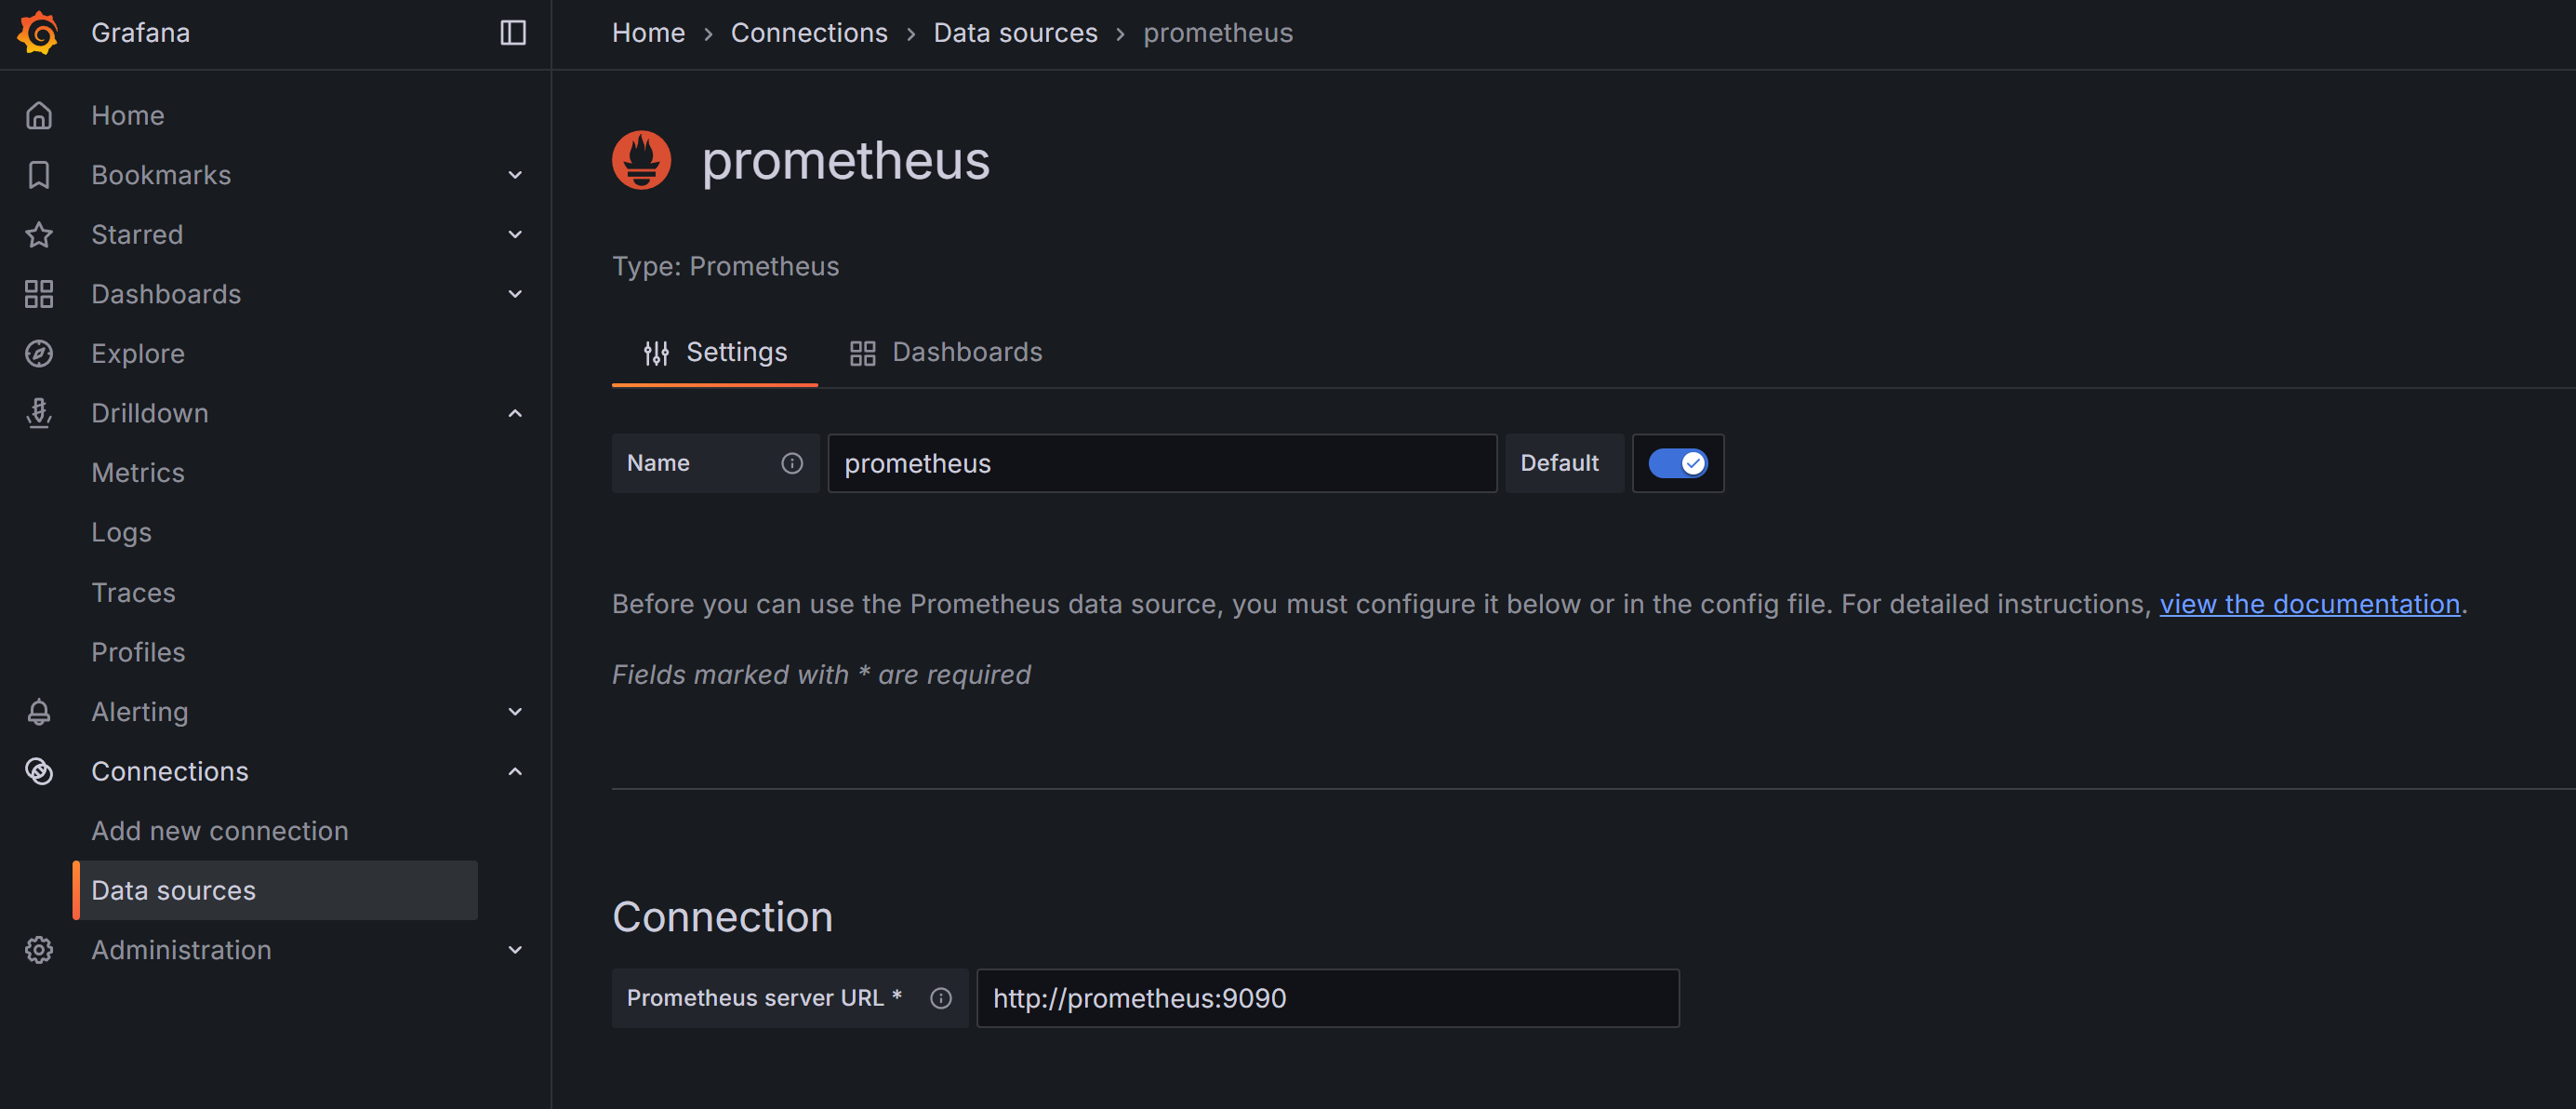 Grafana
Home
Bookmarks
Starred
Dashboards
Explore
Drilldown
Metrics
Logs
Traces
Profiles
Alerting
Connections
Add new connection
Data sources
Administration
Home › Connections › Data sources › prometheus
prometheus
Type: Prometheus
Settings Dashboards
Name prometheus Default
Before you can use the Prometheus data source, you must configure it below or in the config file. For detailed instructions, view the documentation.
Fields marked with * are required
Connection
Prometheus server URL * http://prometheus:9090